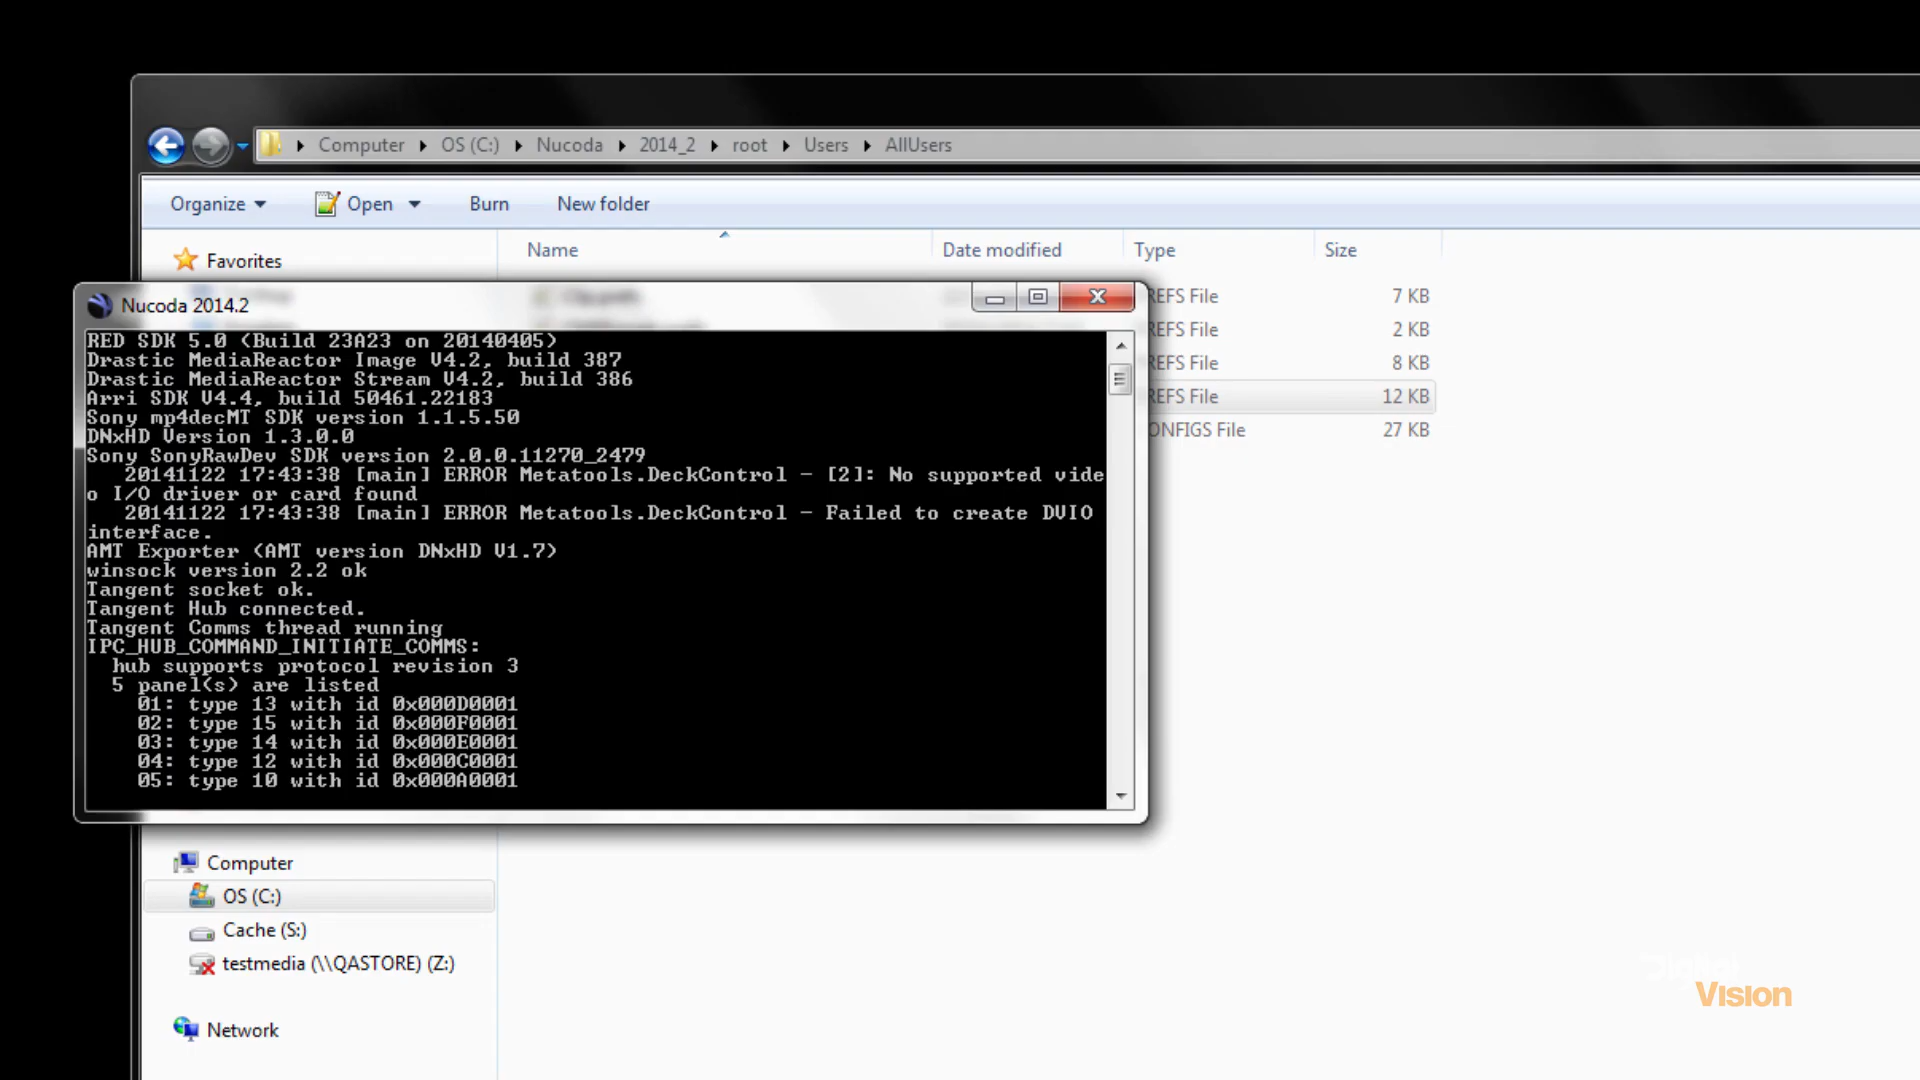 Computer OS (C:) Nucoda 2014_2 root Users AllUsers
Organize Open Burn New folder
Name Date modified Type Size
Favorites
REFS File 7 KB
REFS File 2 KB
REFS File 8 KB
REFS File 12 KB
ONFIGS File 27 KB
Nucoda 2014.2
RED SDK 5.0 (Build 23A23 on 20140405)
Drastic MediaReactor Image V4.2, build 387
Drastic MediaReactor Stream V4.2, build 386
Arri SDK V4.4, build 50461.22183
Sony mp4decMT SDK version 1.1.5.50
DNxHD Version 1.3.0.0
Sony SonyRawDev SDK version 2.0.0.11270_2479
20141122 17:43:38 [main] ERROR Metatools.DeckControl - [2]: No supported vide
o I/O driver or card found
20141122 17:43:38 [main] ERROR Metatools.DeckControl - Failed to create DVIO
interface.
AMT Exporter (AMT version DNxHD V1.7)
winsock version 2.2 ok
Tangent socket ok.
Tangent Hub connected.
Tangent Comms thread running
IPC_HUB_COMMAND_INITIATE_COMMS:
hub supports protocol revision 3
5 panel(s) are listed
01: type 13 with id 0x000D0001
02: type 15 with id 0x000F0001
03: type 14 with id 0x000E0001
04: type 12 with id 0x000C0001
05: type 10 with id 0x000A0001
Computer
OS (C:)
Cache (S:)
testmedia (\\QASTORE) (Z:)
Network
Digital
Vision